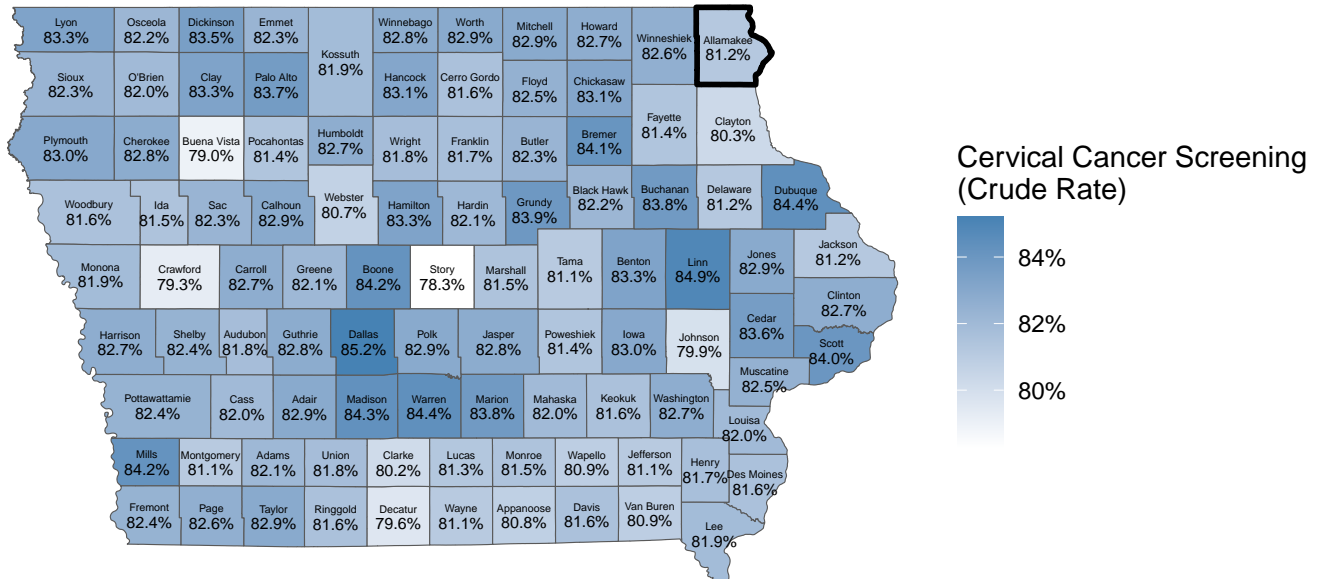 Lyon
83.3%
Osceola
82.2%
Dickinson
83.5%
Emmet
82.3%
Kossuth
81.9%
Winnebago
82.8%
Worth
82.9%
Mitchell
82.9%
Howard
82.7%
Winneshiek
82.6%
Allamakee
81.2%
Sioux
82.3%
O'Brien
82.0%
Clay
83.3%
Palo Alto
83.7%
Hancock
83.1%
Cerro Gordo
81.6%
Floyd
82.5%
Chickasaw
83.1%
Plymouth
83.0%
Cherokee
82.8%
Buena Vista
79.0%
Pocahontas
81.4%
Humboldt
82.7%
Wright
81.8%
Franklin
81.7%
Butler
82.3%
Bremer
84.1%
Fayette
81.4%
Clayton
80.3%
Woodbury
81.6%
Ida
81.5%
Sac
82.3%
Calhoun
82.9%
Webster
80.7%
Hamilton
83.3%
Hardin
82.1%
Grundy
83.9%
Black Hawk
82.2%
Buchanan
83.8%
Delaware
81.2%
Dubuque
84.4%
Monona
81.9%
Crawford
79.3%
Carroll
82.7%
Greene
82.1%
Boone
84.2%
Story
78.3%
Marshall
81.5%
Tama
81.1%
Benton
83.3%
Linn
84.9%
Jones
82.9%
Jackson
81.2%
Clinton
82.7%
Harrison
82.7%
Shelby
82.4%
Audubon
81.8%
Guthrie
82.8%
Dallas
85.2%
Polk
82.9%
Jasper
82.8%
Poweshiek
81.4%
Iowa
83.0%
Johnson
79.9%
Cedar
83.6%
Scott
84.0%
Muscatine
82.5%
Pottawattamie
82.4%
Cass
82.0%
Adair
82.9%
Madison
84.3%
Warren
84.4%
Marion
83.8%
Mahaska
82.0%
Keokuk
81.6%
Washington
82.7%
Louisa
82.0%
Mills
84.2%
Montgomery
81.1%
Adams
82.1%
Union
81.8%
Clarke
80.2%
Lucas
81.3%
Monroe
81.5%
Wapello
80.9%
Jefferson
81.1%
Henry
81.7%
Des Moines
81.6%
Fremont
82.4%
Page
82.6%
Taylor
82.9%
Ringgold
81.6%
Decatur
79.6%
Wayne
81.1%
Appanoose
80.8%
Davis
81.6%
Van Buren
80.9%
Lee
81.9%
Cervical Cancer Screening
(Crude Rate)
84%
82%
80%